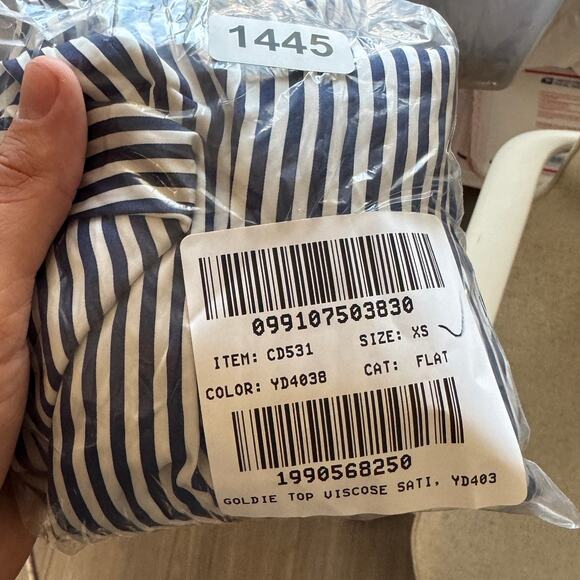 1445
099107503830
ITEM: CD531 SIZE: XS
COLOR: YD4038 CAT: FLAT
1990568250
GOLDIE TOP VISCOSE SATI, YD403